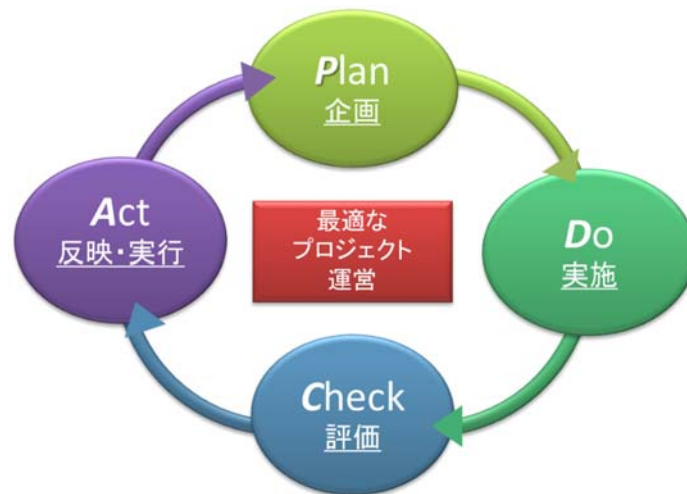 Plan
企画
Do
実施
Check
評価
Act
反映・実行
最適な
プロジェクト
運営